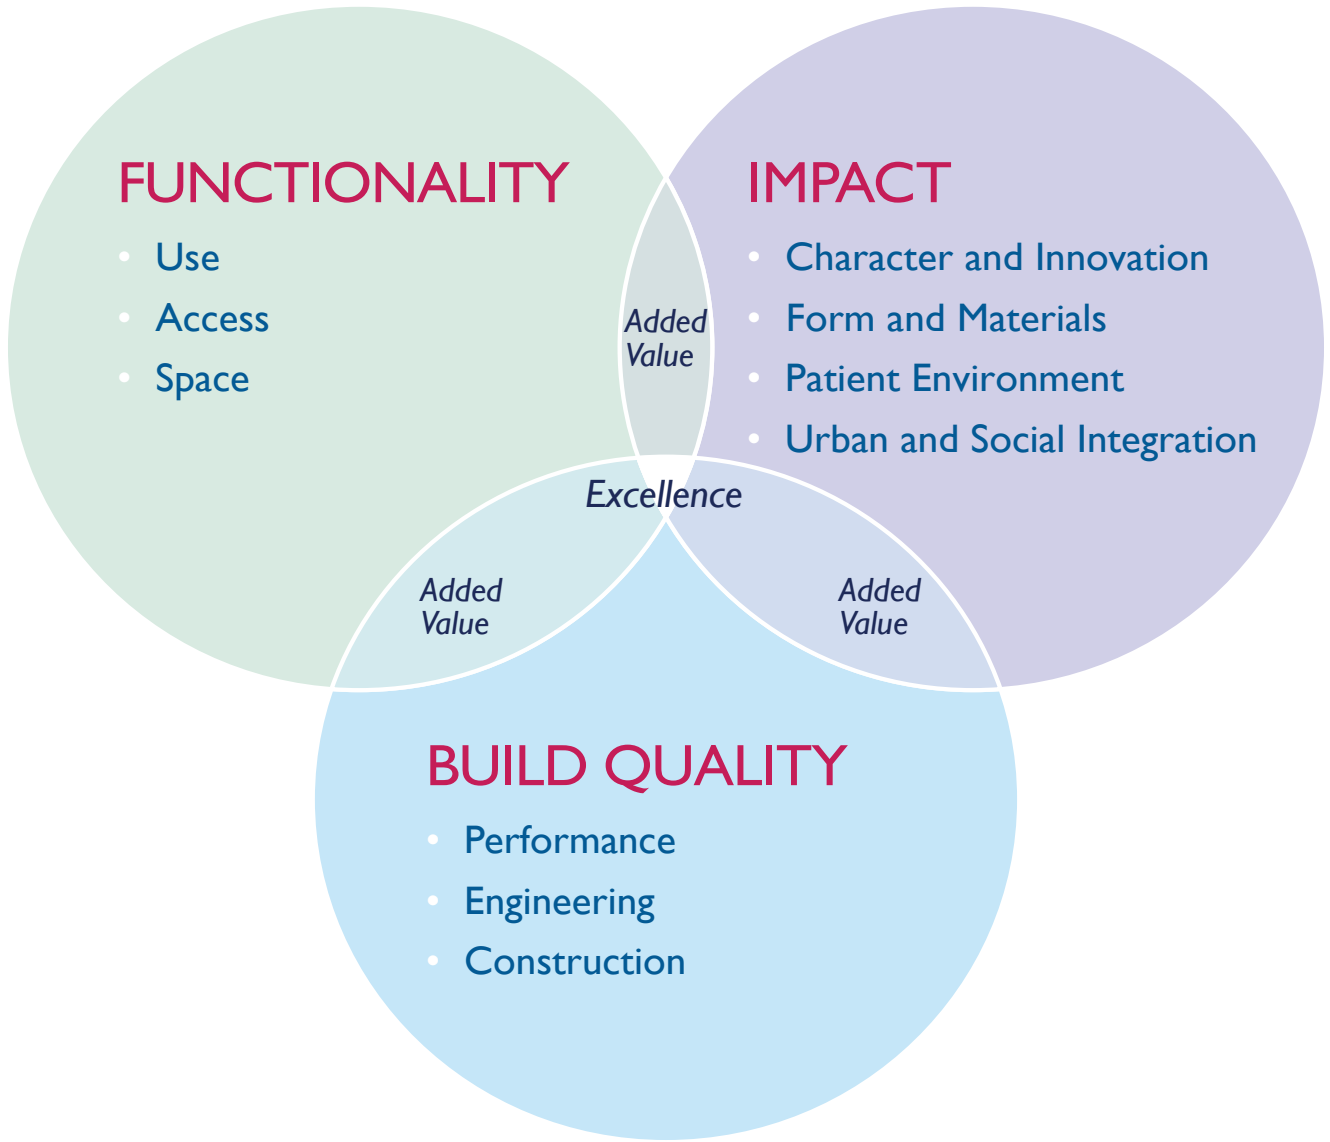 FUNCTIONALITY
• Use
• Access
• Space
IMPACT
• Character and Innovation
• Form and Materials
• Patient Environment
• Urban and Social Integration
Added
Value
Excellence
Added
Value
Added
Value
BUILD QUALITY
• Performance
• Engineering
• Construction